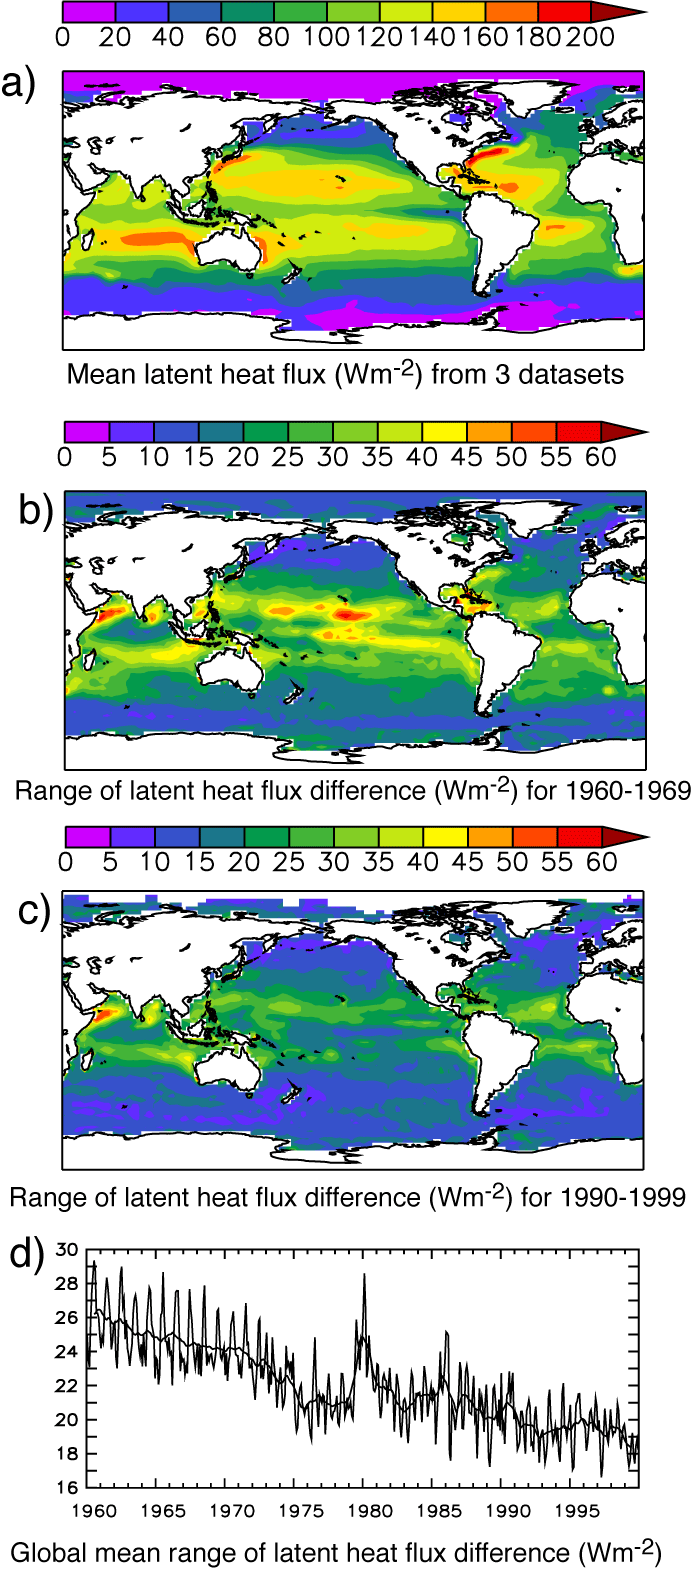 0 20 40 60 80 100 120 140 160 180 200
a)
Mean latent heat flux (Wm-2) from 3 datasets
0 5 10 15 20 25 30 35 40 45 50 55 60
b)
Range of latent heat flux difference (Wm-2) for 1960-1969
0 5 10 15 20 25 30 35 40 45 50 55 60
c)
Range of latent heat flux difference (Wm-2) for 1990-1999
d)
30
28
26
24
22
20
18
16
1960 1965 1970 1975 1980 1985 1990 1995
Global mean range of latent heat flux difference (Wm-2)